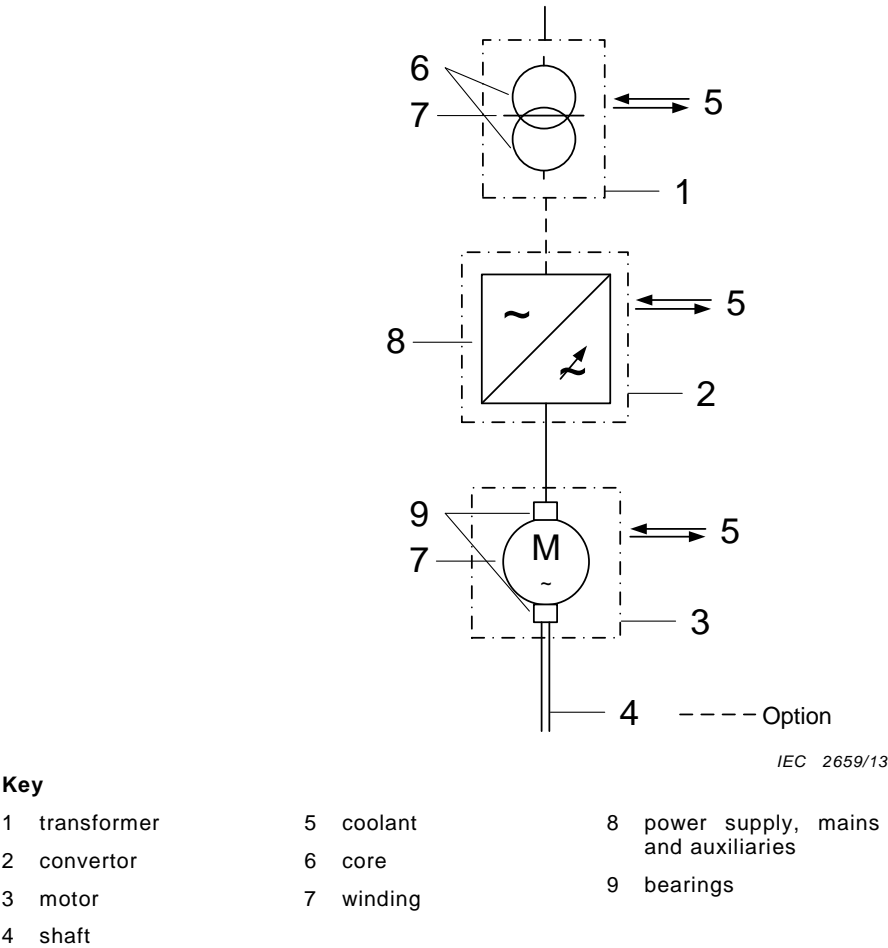 6
7
5
1
~
8
5
~
2
9
M
7
~
5
3
4
Option
IEC 2659/13
Key
1 transformer
2 convertor
3 motor
4 shaft
5 coolant
6 core
7 winding
8 power supply, mains
and auxiliaries
9 bearings